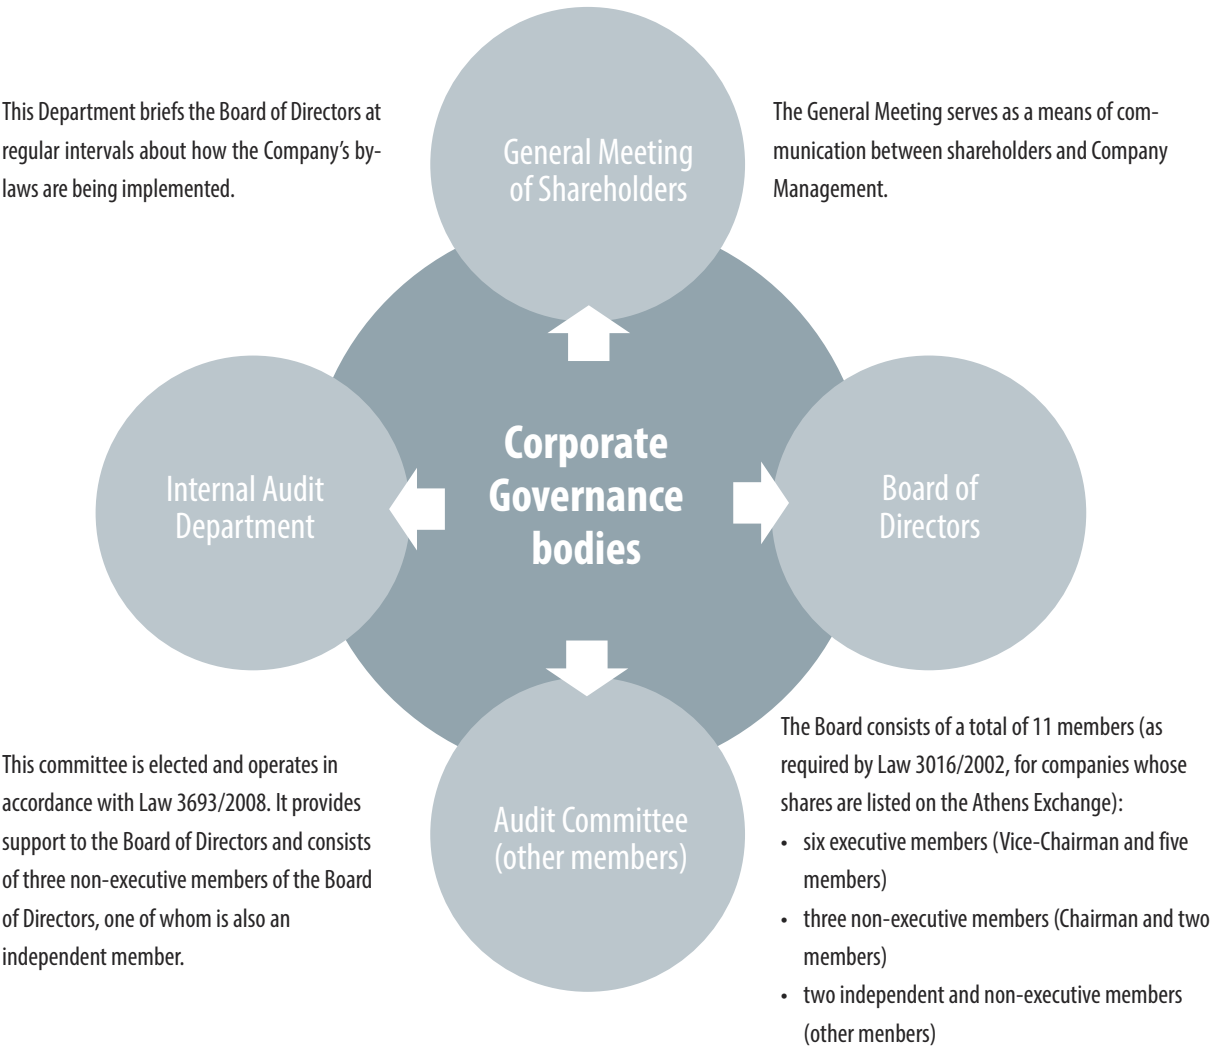 General Meeting
of Shareholders
This Department briefs the Board of Directors at
regular intervals about how the Company's by-
laws are being implemented.
The General Meeting serves as a means of com-
munication between shareholders and Company
Management.
Internal Audit
Department
Corporate
Governance
bodies
Board of
Directors
Audit Committee
(other members)
This committee is elected and operates in
accordance with Law 3693/2008. It provides
support to the Board of Directors and consists
of three non-executive members of the Board
of Directors, one of whom is also an
independent member.
The Board consists of a total of 11 members (as
required by Law 3016/2002, for companies whose
shares are listed on the Athens Exchange):
• six executive members (Vice-Chairman and five
members)
• three non-executive members (Chairman and two
members)
• two independent and non-executive members
(other menbers)